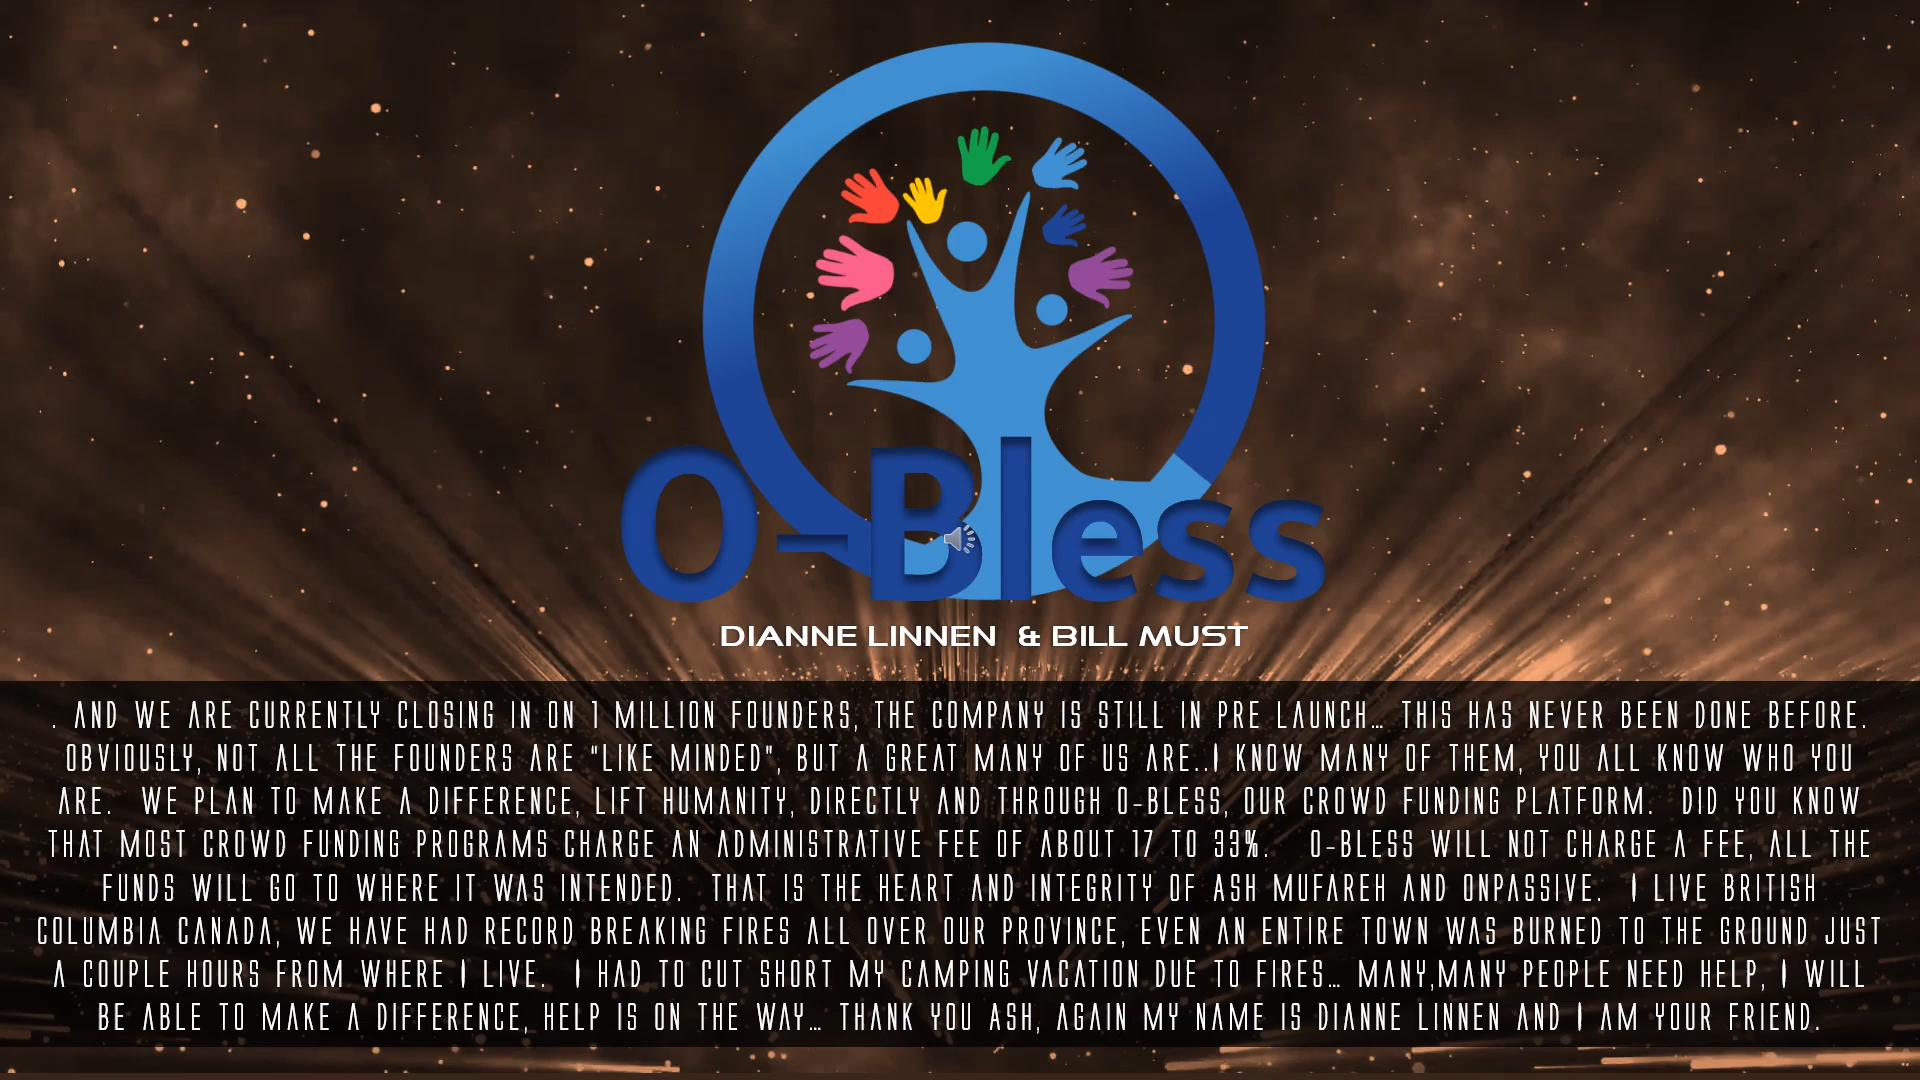 O-Bless
DIANNE LINNEN & BILL MUST
. AND WE ARE CURRENTLY CLOSING IN ON 1 MILLION FOUNDERS, THE COMPANY IS STILL IN PRE LAUNCH… THIS HAS NEVER BEEN DONE BEFORE.
OBVIOUSLY, NOT ALL THE FOUNDERS ARE "LIKE MINDED", BUT A GREAT MANY OF US ARE..I KNOW MANY OF THEM, YOU ALL KNOW WHO YOU
ARE. WE PLAN TO MAKE A DIFFERENCE, LIFT HUMANITY, DIRECTLY AND THROUGH O-BLESS, OUR CROWD FUNDING PLATFORM. DID YOU KNOW
THAT MOST CROWD FUNDING PROGRAMS CHARGE AN ADMINISTRATIVE FEE OF ABOUT 17 TO 33%. O-BLESS WILL NOT CHARGE A FEE, ALL THE
FUNDS WILL GO TO WHERE IT WAS INTENDED. THAT IS THE HEART AND INTEGRITY OF ASH MUFAREH AND ONPASSIVE. I LIVE BRITISH
COLUMBIA CANADA, WE HAVE HAD RECORD BREAKING FIRES ALL OVER OUR PROVINCE, EVEN AN ENTIRE TOWN WAS BURNED TO THE GROUND JUST
A COUPLE HOURS FROM WHERE I LIVE. I HAD TO CUT SHORT MY CAMPING VACATION DUE TO FIRES… MANY,MANY PEOPLE NEED HELP, I WILL
BE ABLE TO MAKE A DIFFERENCE, HELP IS ON THE WAY… THANK YOU ASH, AGAIN MY NAME IS DIANNE LINNEN AND I AM YOUR FRIEND.